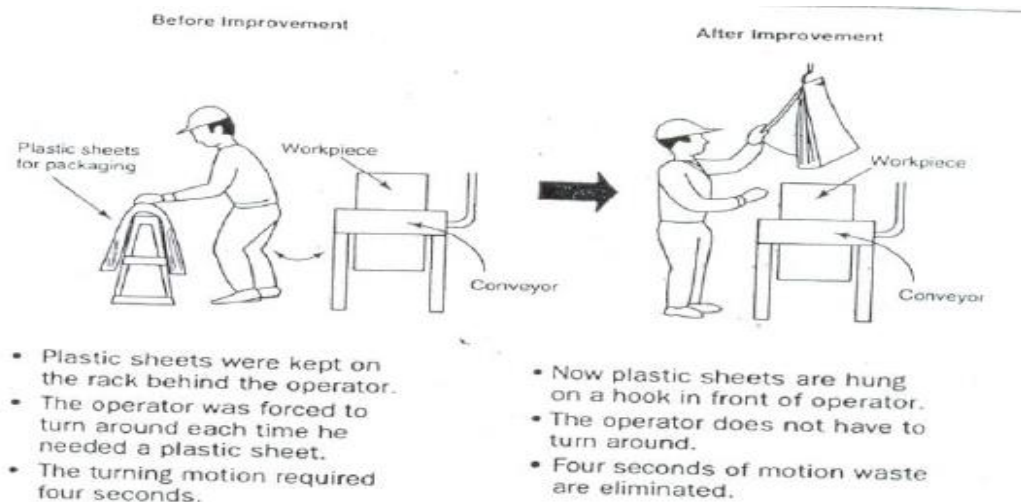 Before Improvement
Plastic sheets
for packaging
Workpiece
Conveyor
• Plastic sheets were kept on
the rack behind the operator.
• The operator was forced to
turn around each time he
needed a plastic sheet.
• The turning motion required
four seconds.
After Improvement
Workpiece
Conveyor
• Now plastic sheets are hung
on a hook in front of operator.
• The operator does not have to
turn around.
• Four seconds of motion waste
are eliminated.